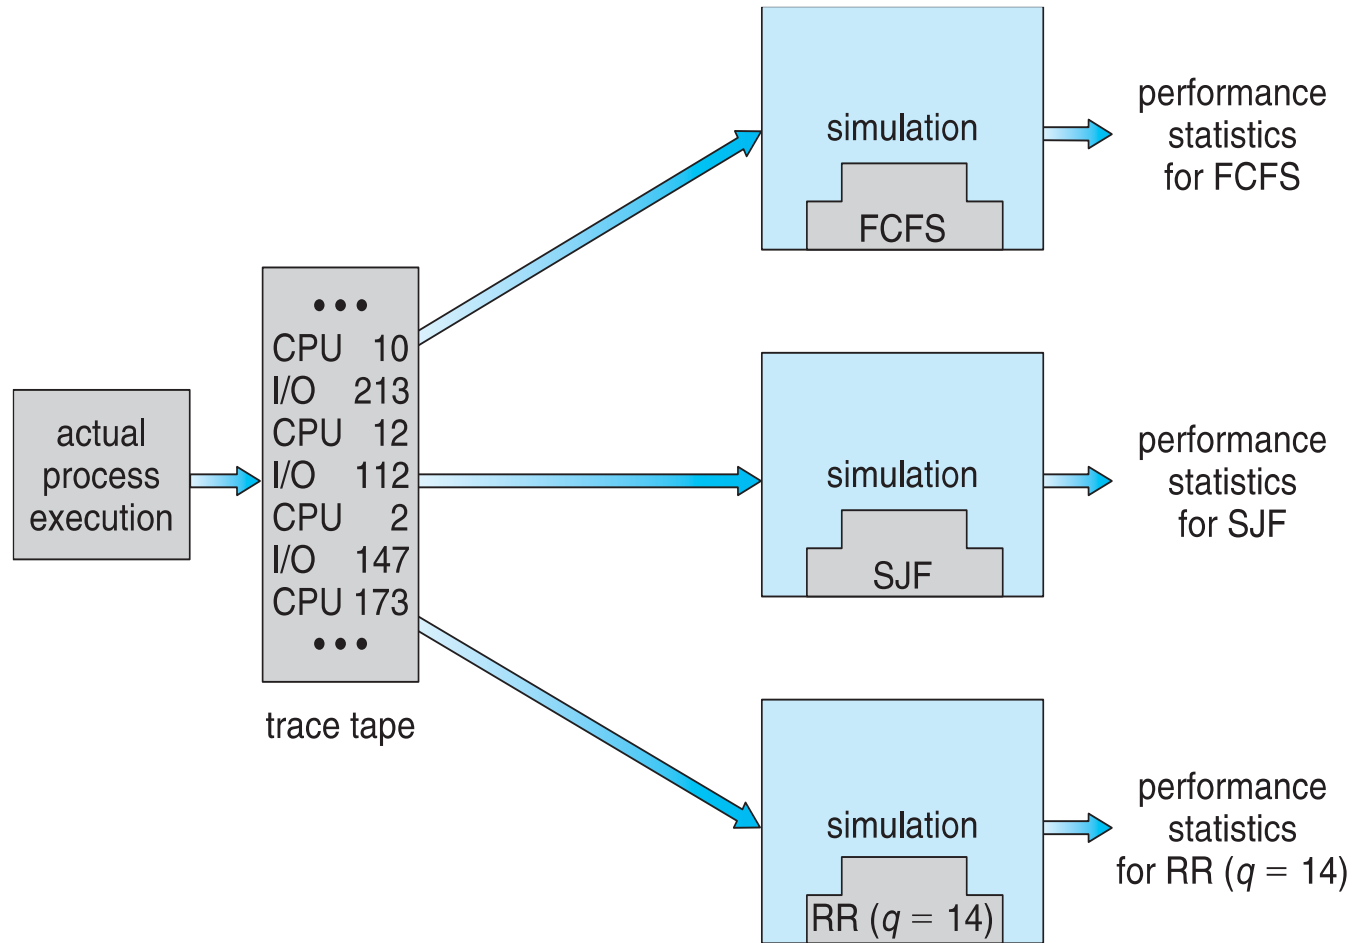 actual
process
execution
• • •
CPU 10
I/O 213
CPU 12
I/O 112
CPU 2
I/O 147
CPU 173
• • •
trace tape
simulation
FCFS
performance
statistics
for FCFS
simulation
SJF
performance
statistics
for SJF
simulation
RR (q = 14)
performance
statistics
for RR (q = 14)